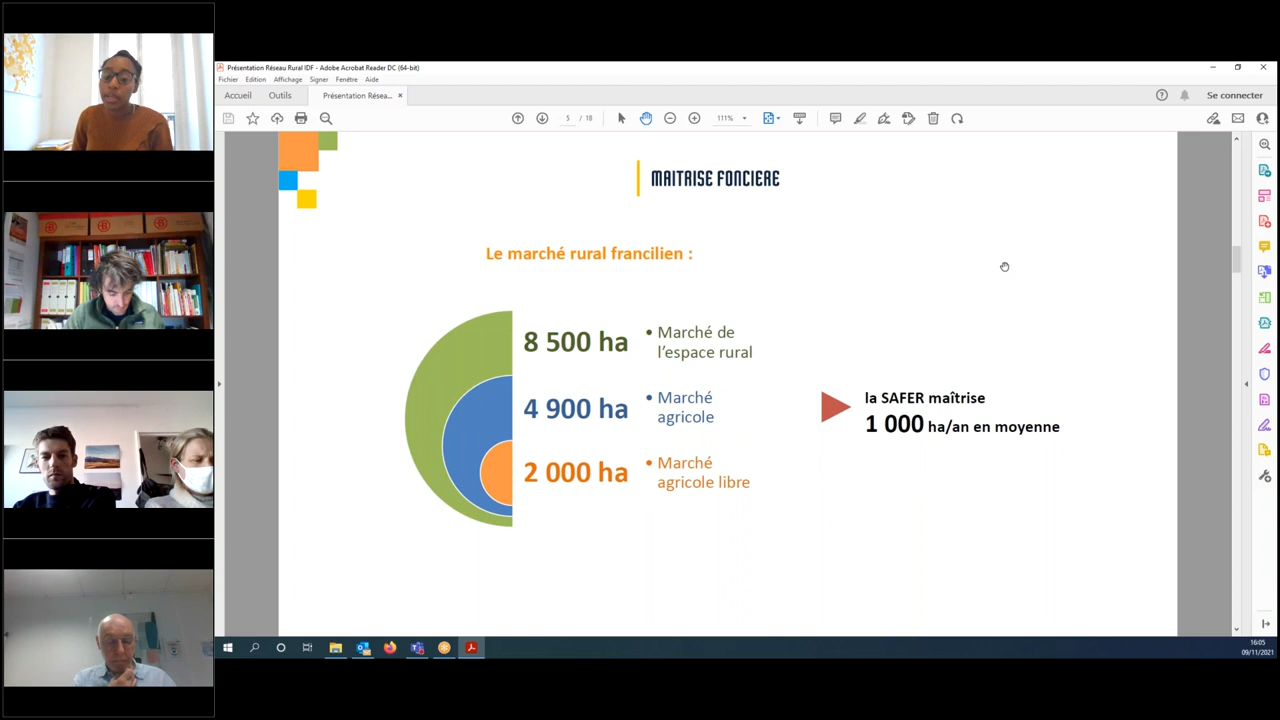 Présentation Réseau Rural IDF - Adobe Acrobat Reader DC (64-bit)
Fichier Edition Affichage Signer Fenêtre Aide
Accueil Outils Présentation Résea... × Se connecter
5 / 18 111%
MAITRISE FONCIERE
Le marché rural francilien :
8 500 ha
• Marché de
l'espace rural
4 900 ha
• Marché
agricole
2 000 ha
• Marché
agricole libre
la SAFER maîtrise
1 000 ha/an en moyenne
16:05
09/11/2021